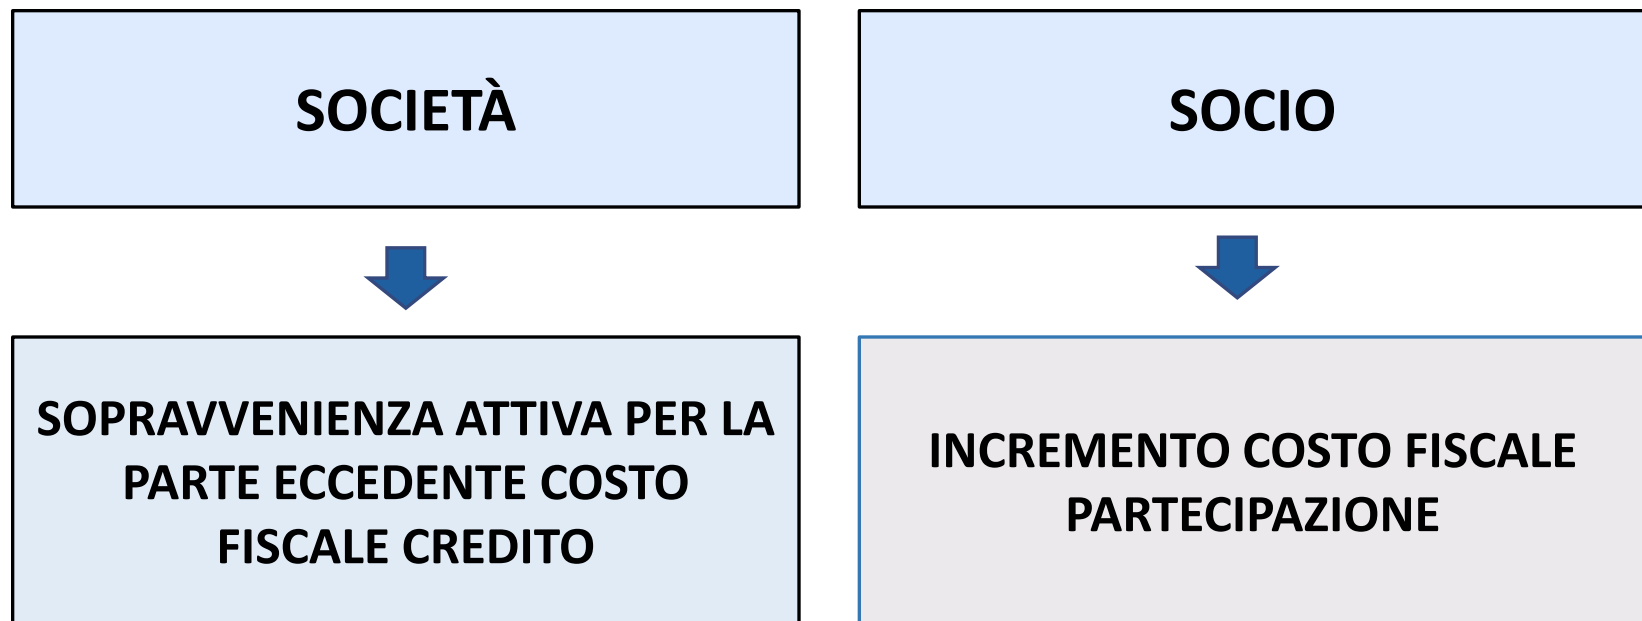 SOCIETÀ
SOCIO
SOPRAVVENIENZA ATTIVA PER LA
PARTE ECCEDENTE COSTO
FISCALE CREDITO
INCREMENTO COSTO FISCALE
PARTECIPAZIONE